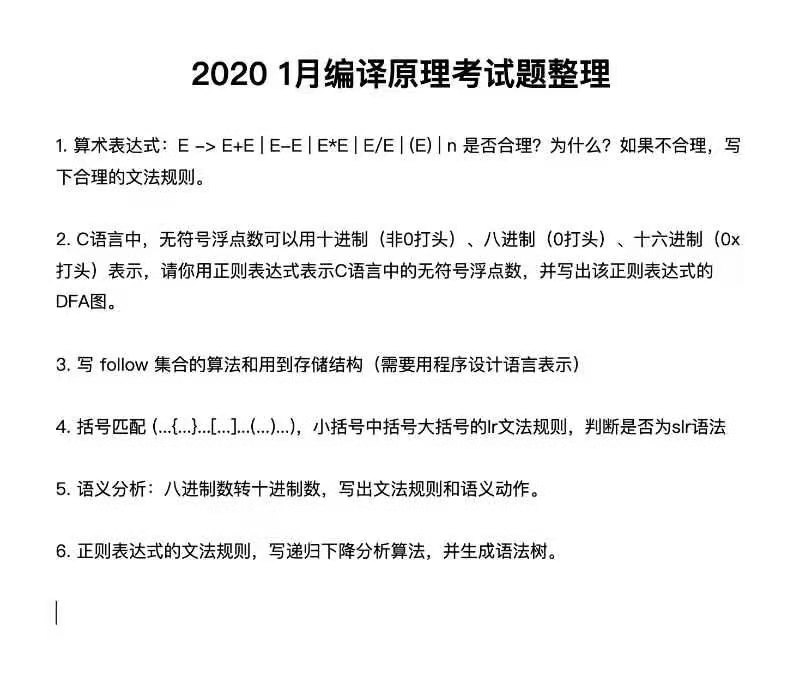 2020 1月编译原理考试题整理
1. 算术表达式：E -> E+E | E-E | E*E | E/E | (E) | n 是否合理？为什么？如果不合理，写
下合理的文法规则。
2. C语言中，无符号浮点数可以用十进制（非0打头）、八进制（0打头）、十六进制（0x
打头）表示，请你用正则表达式表示C语言中的无符号浮点数，并写出该正则表达式的
DFA图。
3. 写 follow 集合的算法和用到存储结构（需要用程序设计语言表示）
4. 括号匹配 (...{...}...[...]...(...)...)，小括号中括号大括号的lr文法规则，判断是否为slr语法
5. 语义分析：八进制数转十进制数，写出文法规则和语义动作。
6. 正则表达式的文法规则，写递归下降分析算法，并生成语法树。